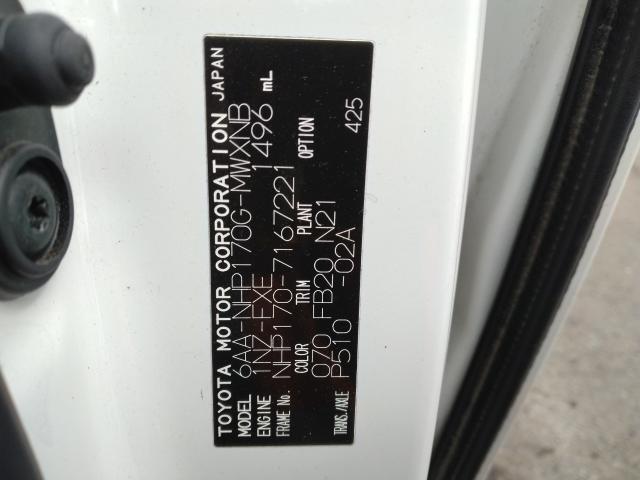 TOYOTA MOTOR CORPORATION JAPAN
MODEL 6AA-NHP170G-MWXNB
ENGINE 1NZ-FXE 1496 mL
FRAME No. NHP170-7167221
COLOR TRIM PLANT OPTION
070 FB20 N21
TRANS./AXLE P510 -02A 425